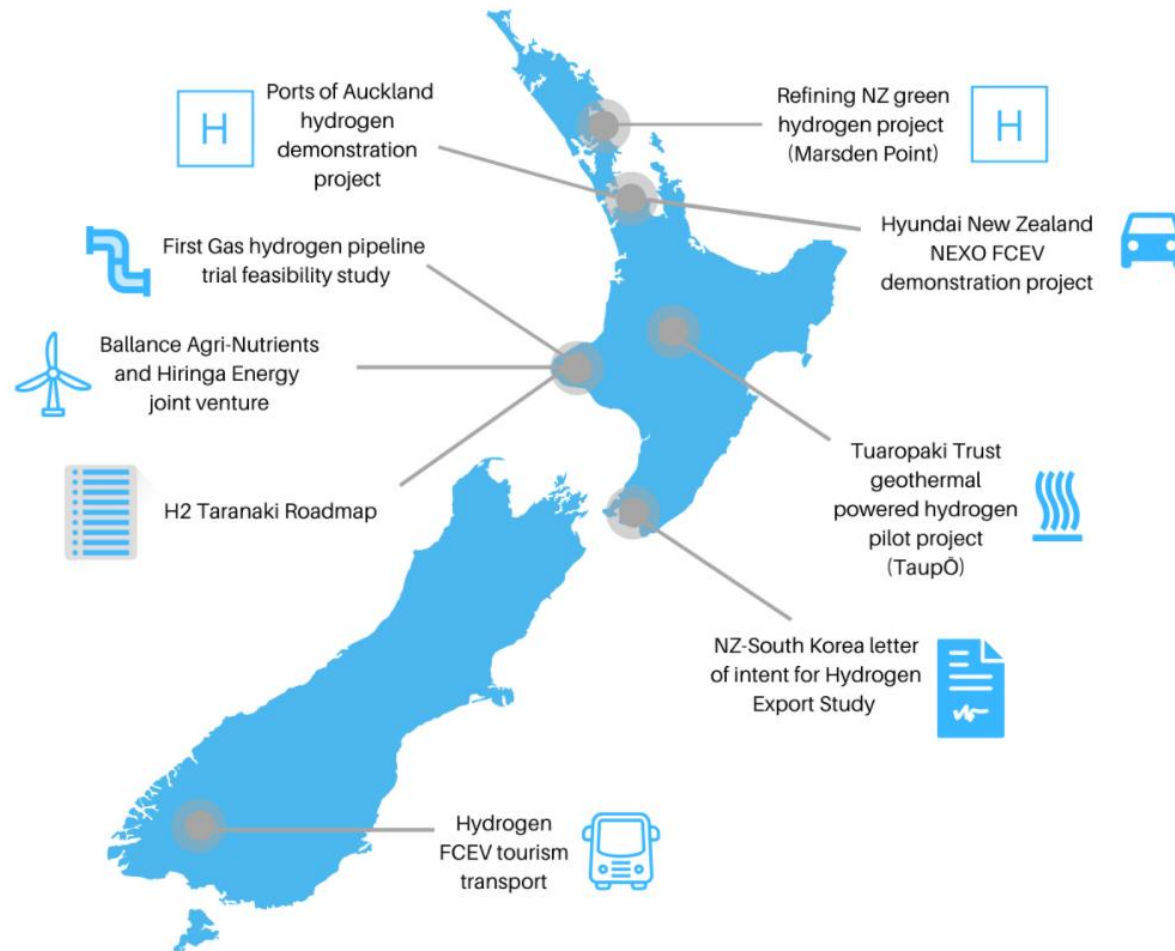 H
Ports of Auckland
hydrogen
demonstration
project
Refining NZ green
hydrogen project
(Marsden Point)
H
First Gas hydrogen pipeline
trial feasibility study
Hyundai New Zealand
NEXO FCEV
demonstration project
Ballance Agri-Nutrients
and Hiringa Energy
joint venture
H2 Taranaki Roadmap
Tuaropaki Trust
geothermal
powered hydrogen
pilot project
(TaupŌ)
NZ-South Korea letter
of intent for Hydrogen
Export Study
Hydrogen
FCEV tourism
transport